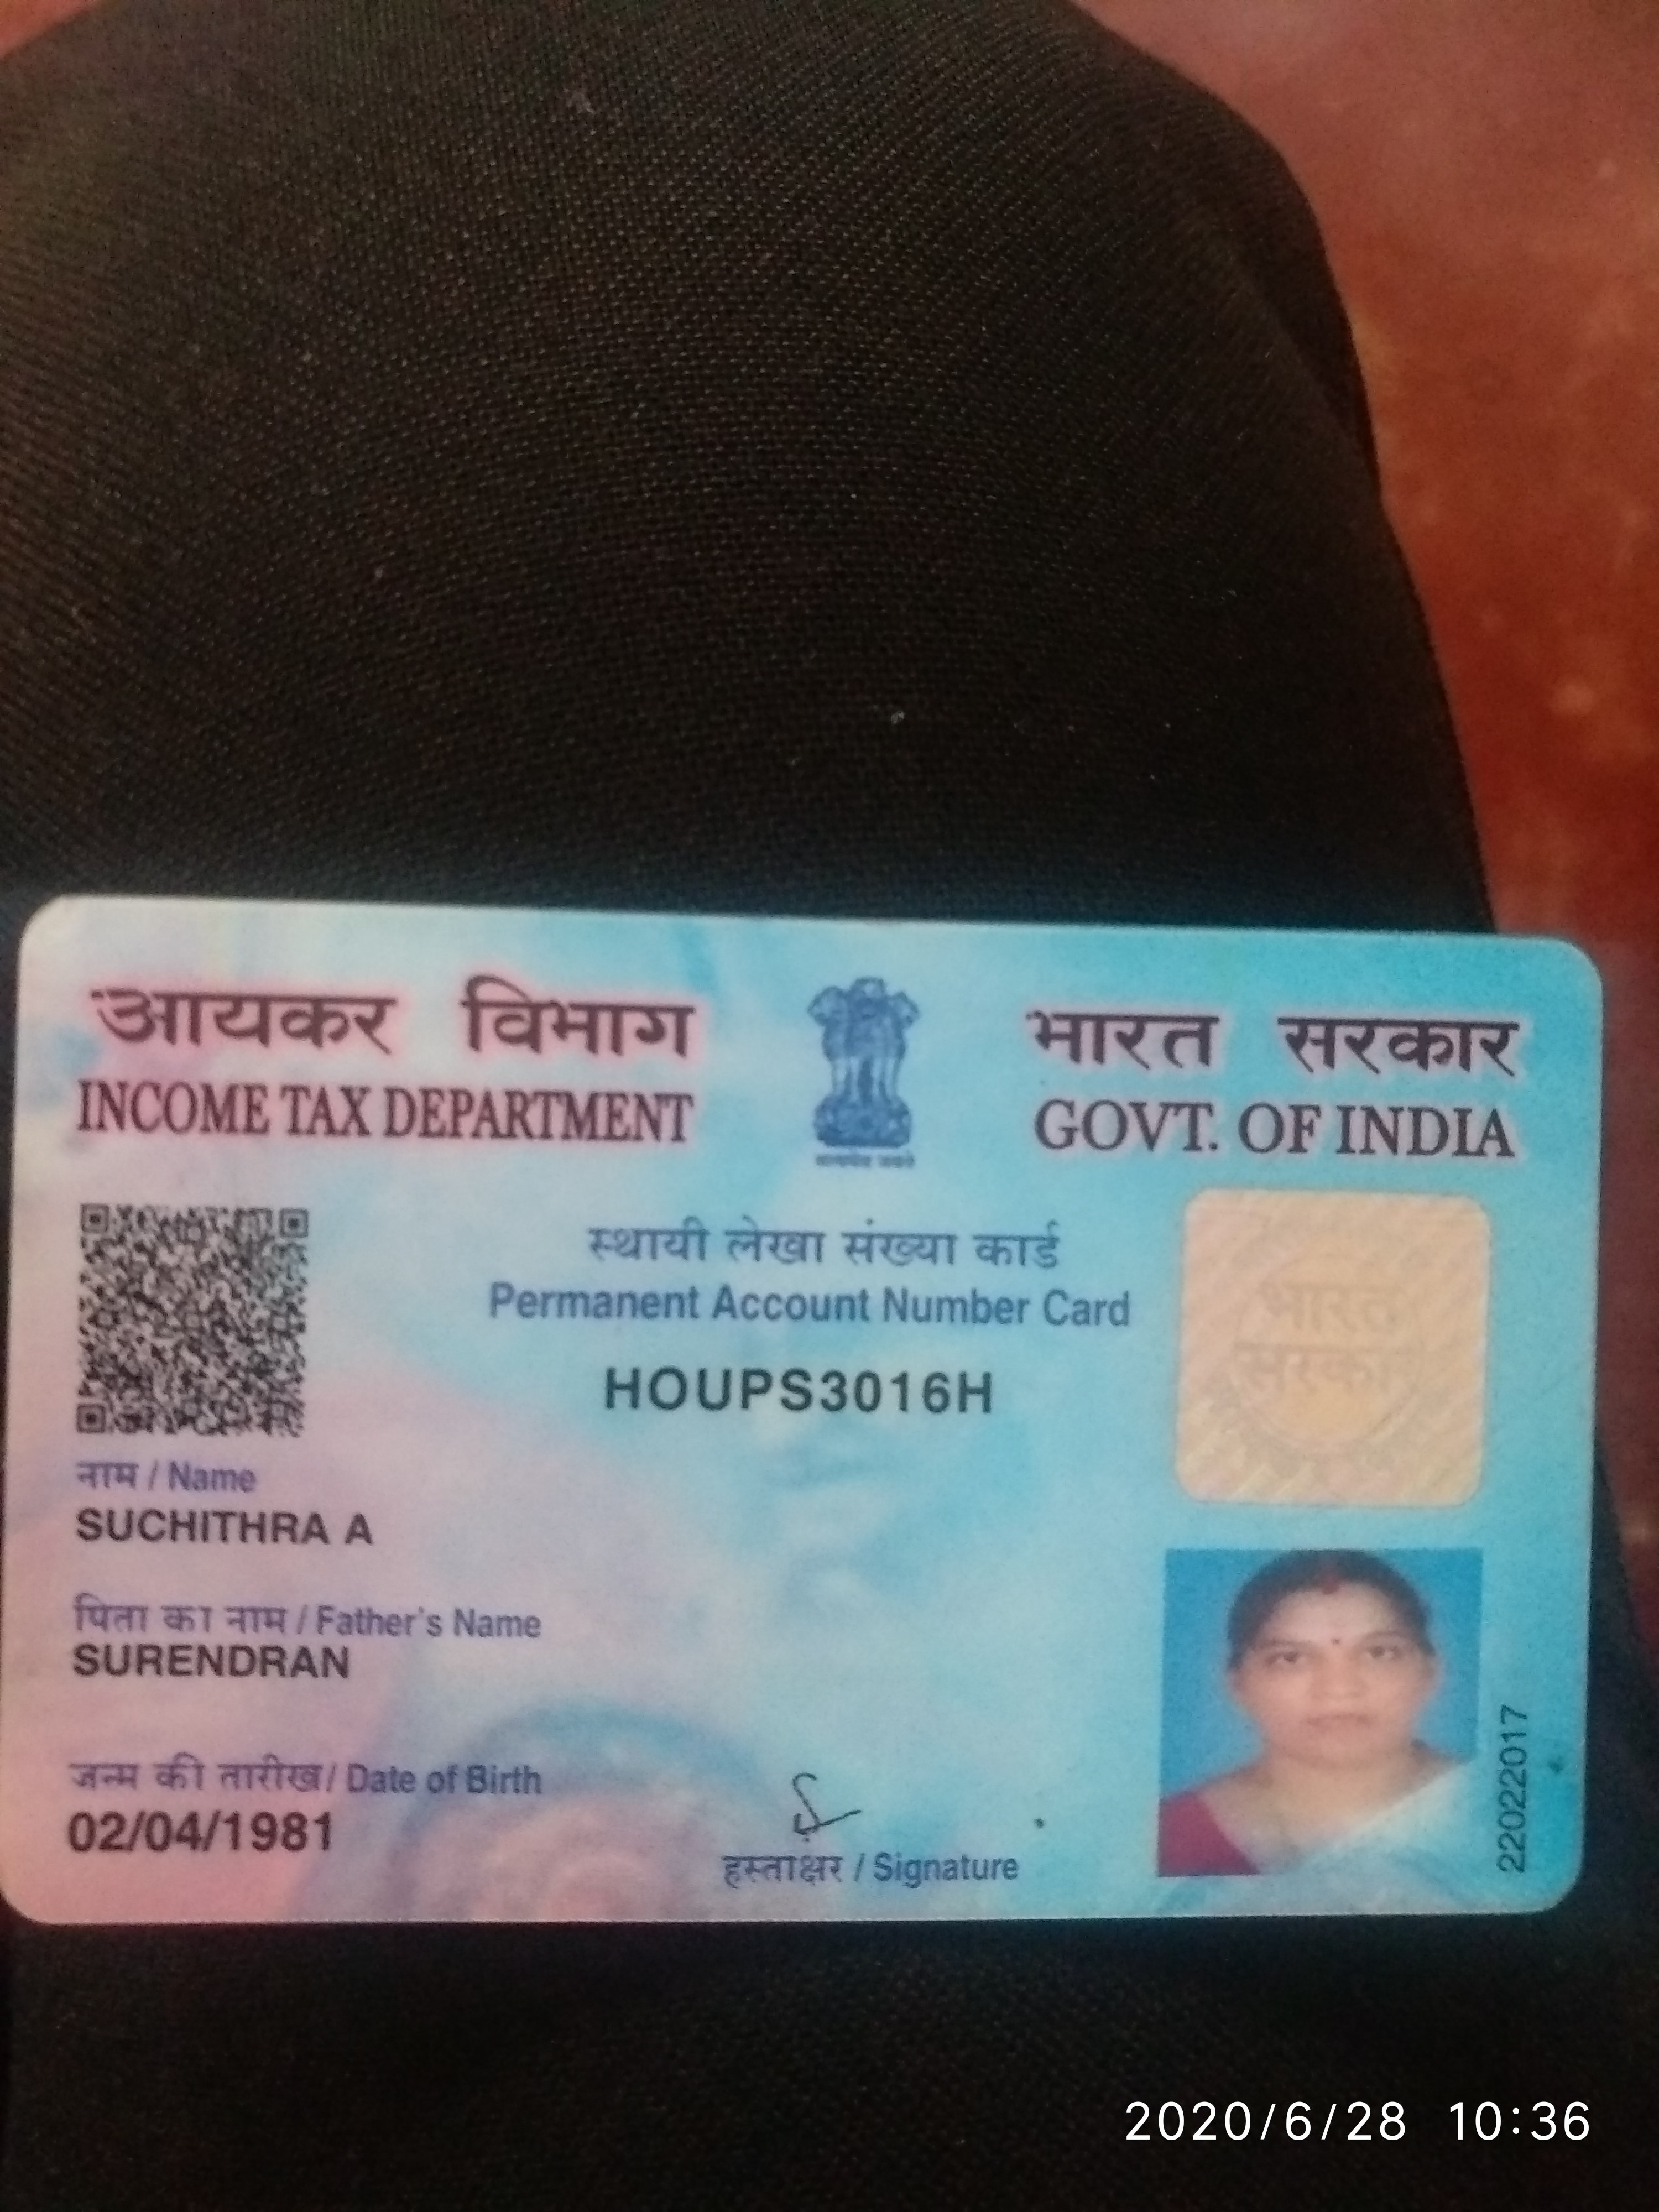 आयकर विभाग
INCOME TAX DEPARTMENT
भारत सरकार
GOVT. OF INDIA
स्थायी लेखा संख्या कार्ड
Permanent Account Number Card
HOUPS3016H
भारत
सरकार
नाम / Name
SUCHITHRA A
पिता का नाम / Father's Name
SURENDRAN
जन्म की तारीख / Date of Birth
02/04/1981
हस्ताक्षर / Signature
22022017
2020/6/28 10:36